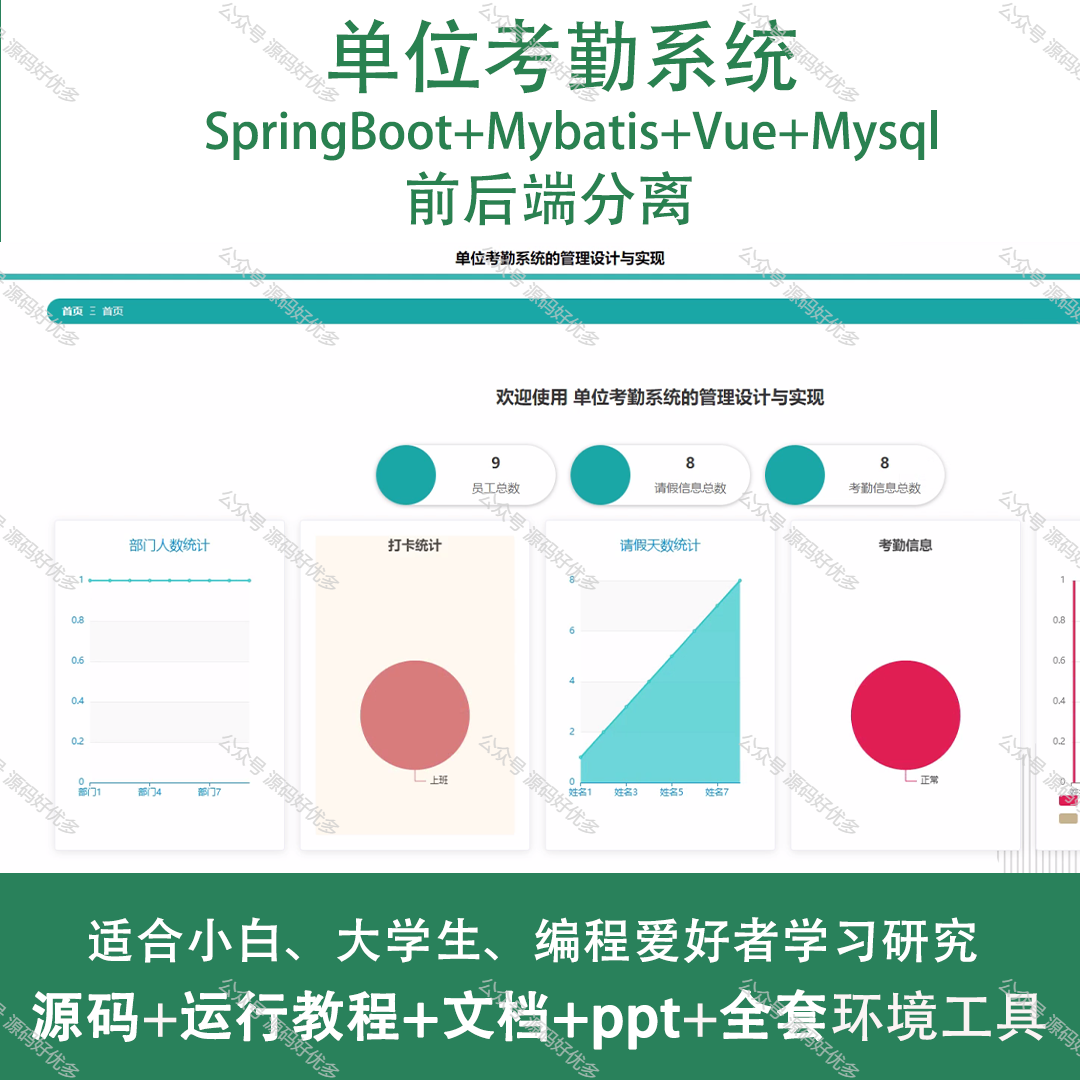 单位考勤系统
SpringBoot+Mybatis+Vue+Mysql
前后端分离
单位考勤系统的管理设计与实现
首页 Ξ 首页
欢迎使用 单位考勤系统的管理设计与实现
9
员工总数
8
请假信息总数
8
考勤信息总数
部门人数统计
1
0.8
0.6
0.4
0.2
0
部门1 部门4 部门7
打卡统计
上班
请假天数统计
8
6
4
2
0
姓名1 姓名3 姓名5 姓名7
考勤信息
正常
1
0.8
0.6
0.4
0.2
0
适合小白、大学生、编程爱好者学习研究
源码+运行教程+文档+ppt+全套环境工具
公众号 源码好优多